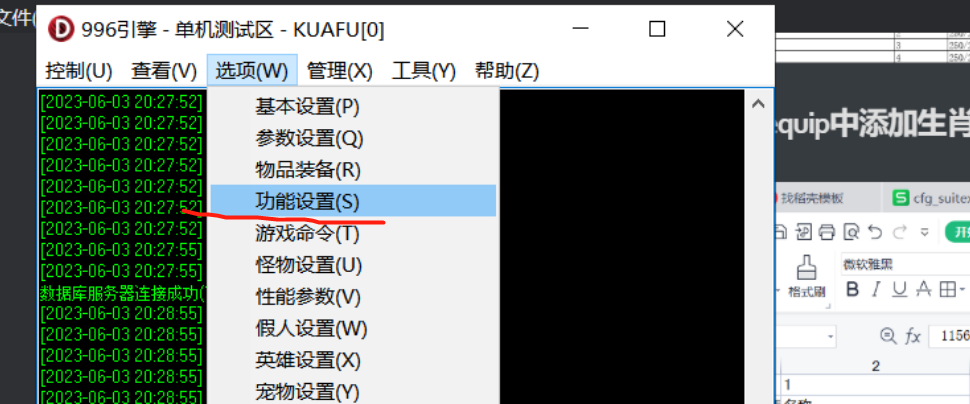 文件(
996引擎 - 单机测试区 - KUAFU[0]
控制(U) 查看(V) 选项(W) 管理(X) 工具(Y) 帮助(Z)
[2023-06-03 20:27:52]
[2023-06-03 20:27:52]
[2023-06-03 20:27:52]
[2023-06-03 20:27:52]
[2023-06-03 20:27:52]
[2023-06-03 20:27:52]
[2023-06-03 20:27:52]
[2023-06-03 20:27:55]
[2023-06-03 20:27:55]
数据库服务器连接成功(
[2023-06-03 20:28:55]
[2023-06-03 20:28:55]
[2023-06-03 20:28:55]
[2023-06-03 20:28:55]
[2023-06-03 20:28:55]
基本设置(P)
参数设置(Q)
物品装备(R)
功能设置(S)
游戏命令(T)
怪物设置(U)
性能参数(V)
假人设置(W)
英雄设置(X)
宠物设置(Y)
3 250/
4 250/
equip中添加生肖
找稻壳模板 S cfg_suite
开始
格式刷 微软雅黑
B I U A
fx 1156
2
1
名称